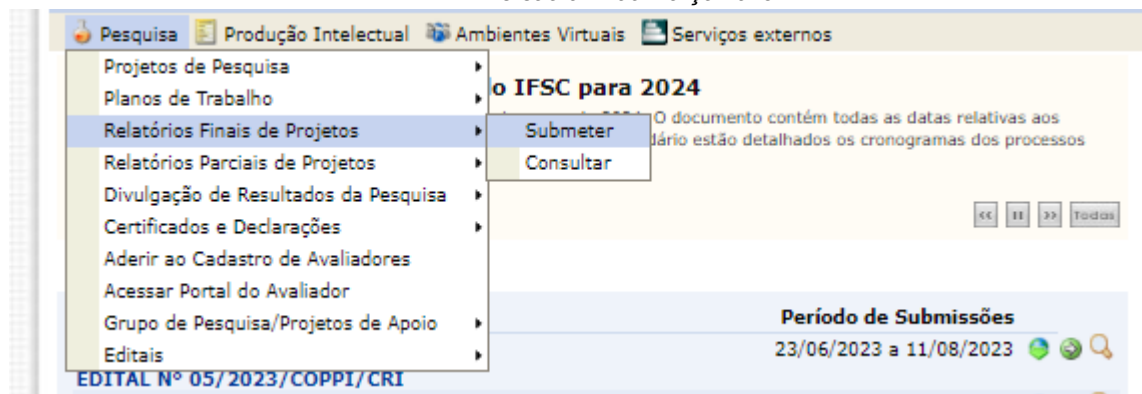 Pesquisa Produção Intelectual Ambientes Virtuais Serviços externos
Projetos de Pesquisa
Planos de Trabalho
Relatórios Finais de Projetos
Relatórios Parciais de Projetos
Divulgação de Resultados da Pesquisa
Certificados e Declarações
Aderir ao Cadastro de Avaliadores
Acessar Portal do Avaliador
Grupo de Pesquisa/Projetos de Apoio
Editais
Submeter
Consultar
o IFSC para 2024
O documento contém todas as datas relativas aos
dário estão detalhados os cronogramas dos processos
<< II >> Todas
Período de Submissões
23/06/2023 a 11/08/2023
EDITAL Nº 05/2023/COPPI/CRI